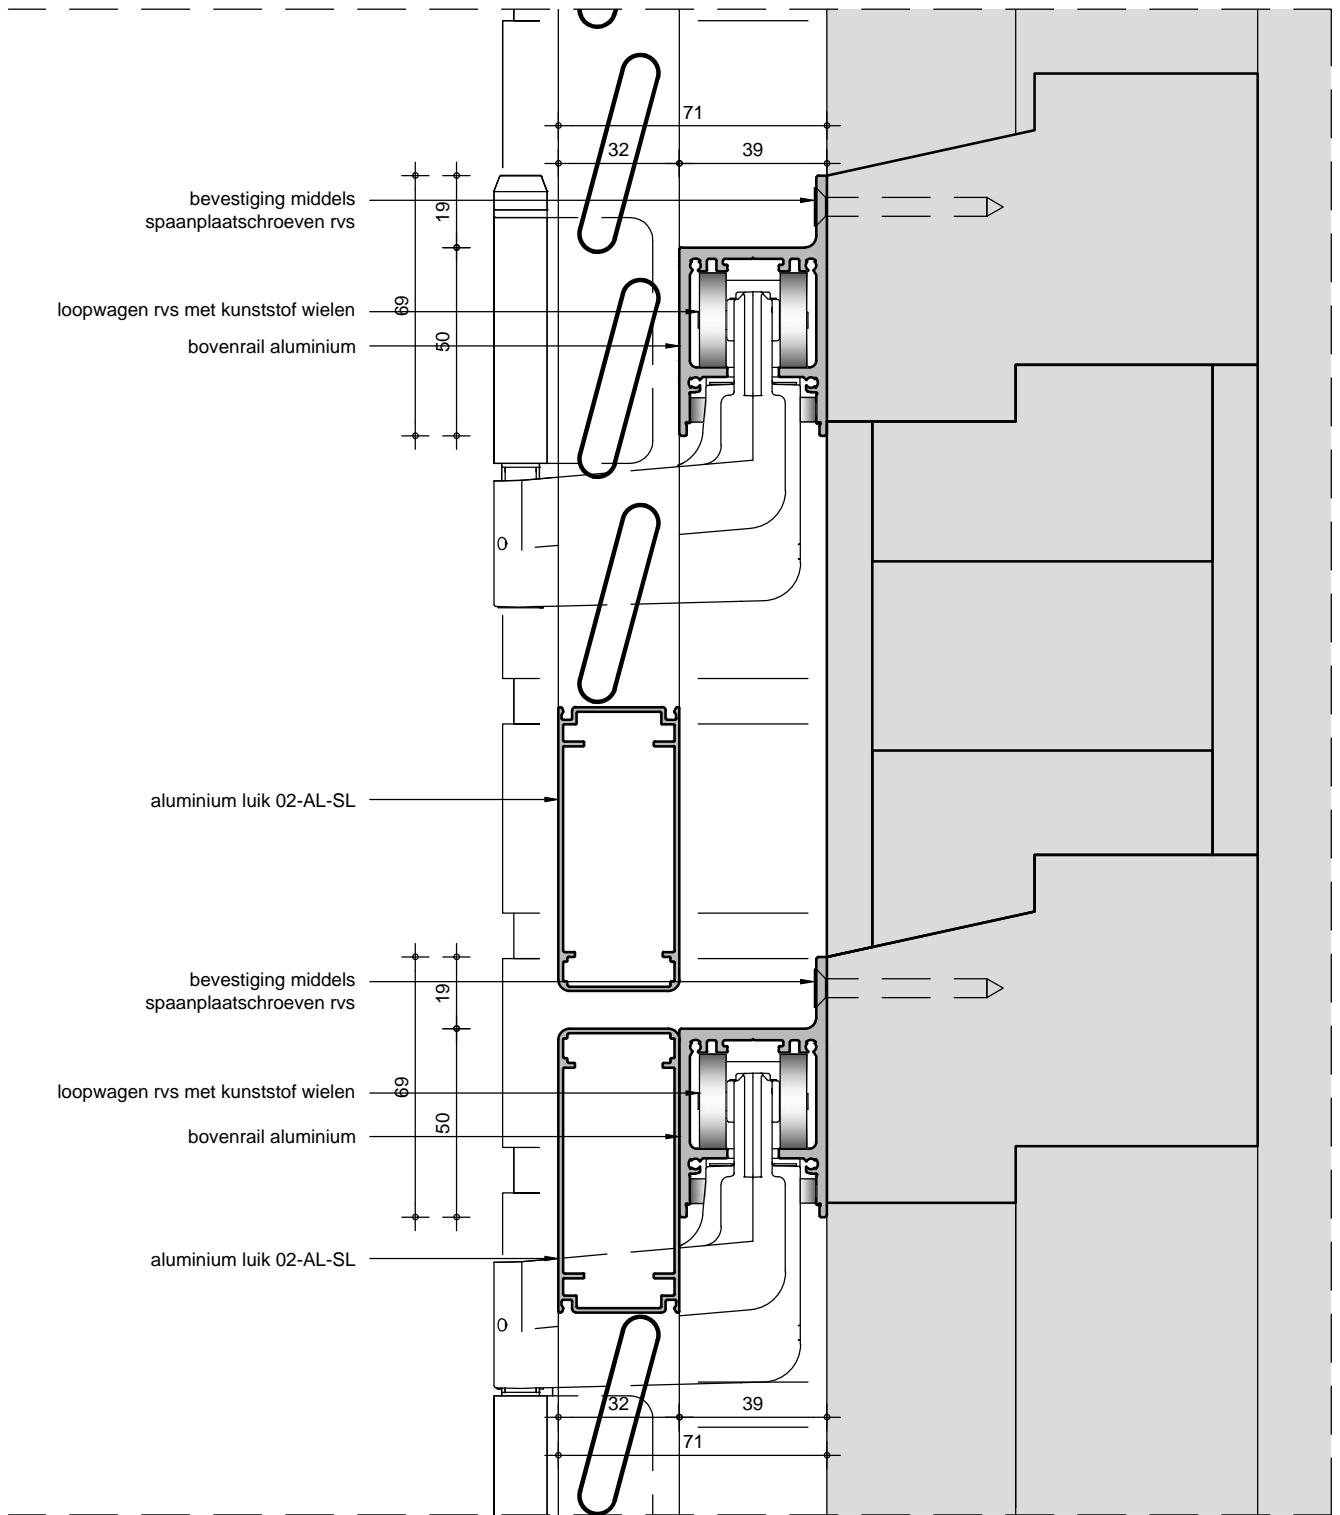 71
32
39
bevestiging middels
spaanplaatschroeven rvs
19
69
loopwagen rvs met kunststof wielen
50
bovenrail aluminium
aluminium luik 02-AL-SL
bevestiging middels
spaanplaatschroeven rvs
19
69
loopwagen rvs met kunststof wielen
50
bovenrail aluminium
aluminium luik 02-AL-SL
32
39
71